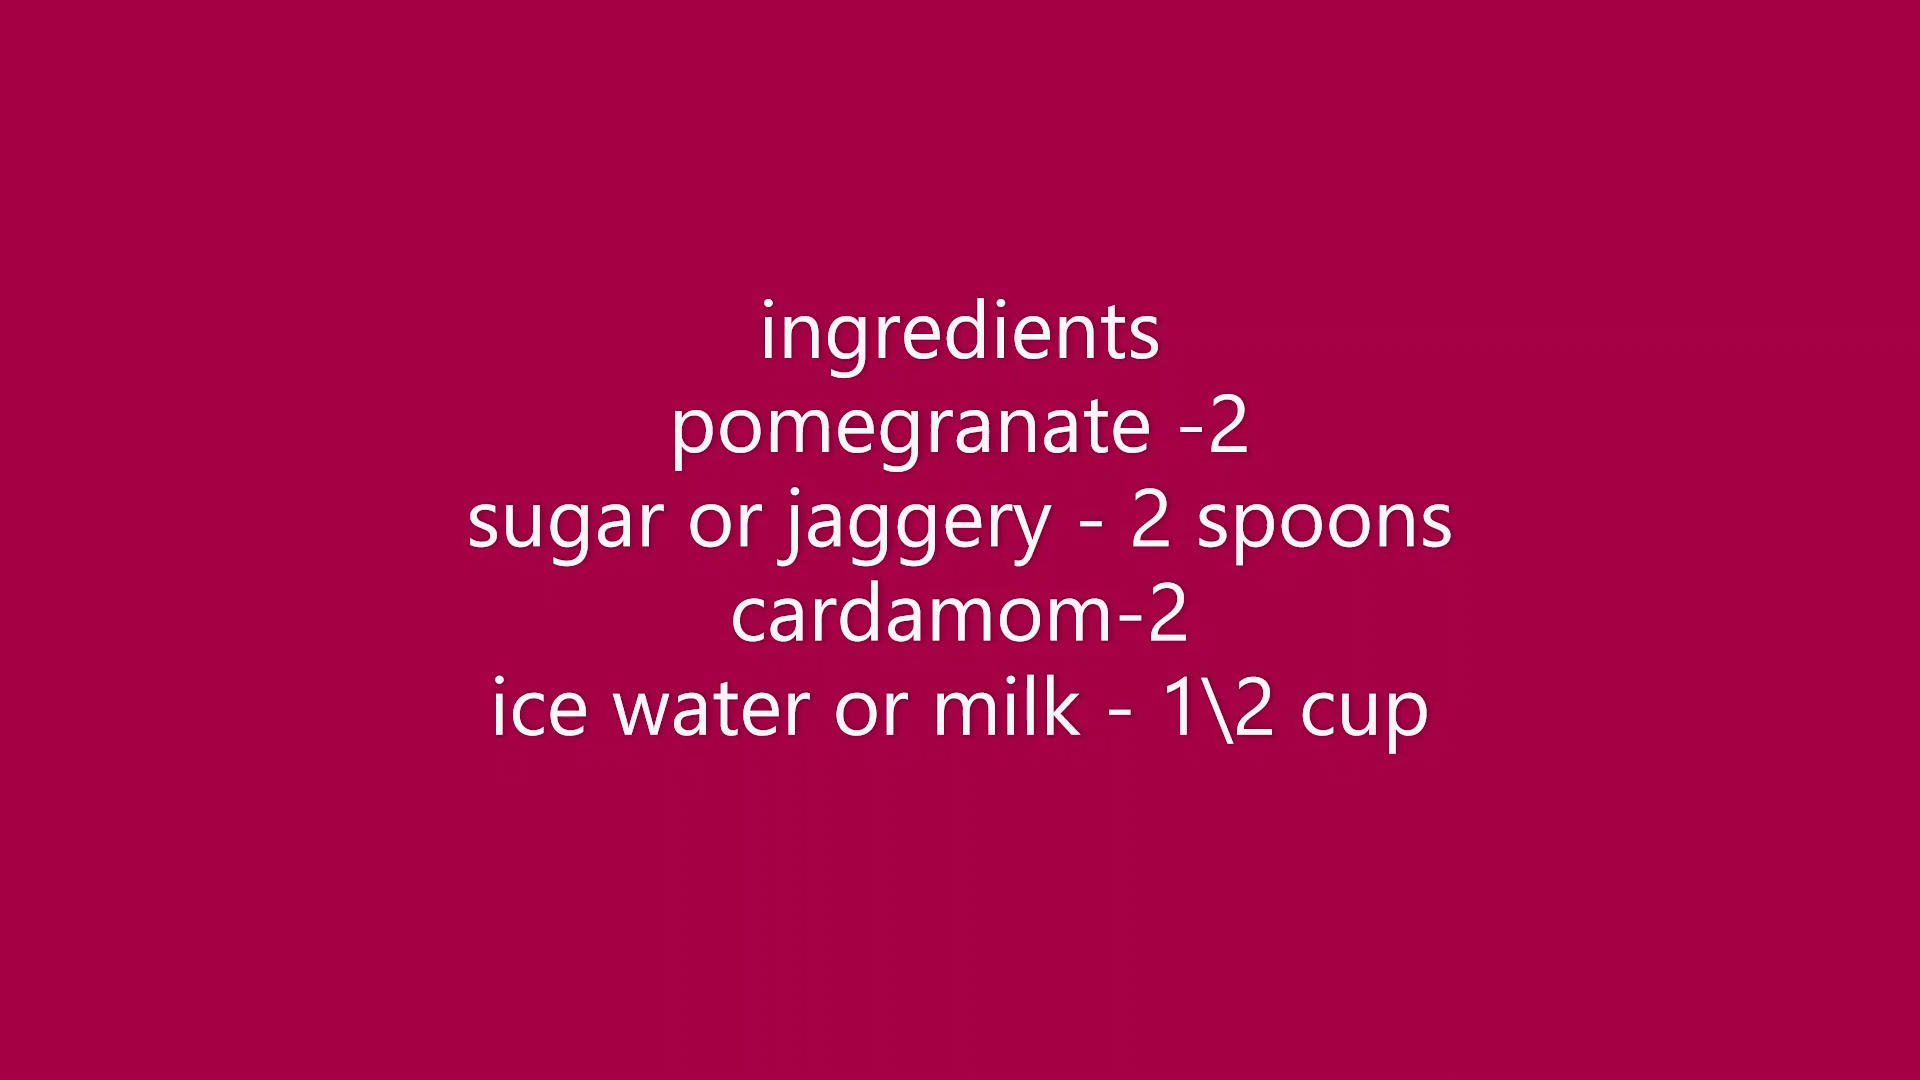 ingredients
pomegranate -2
sugar or jaggery - 2 spoons
cardamom-2
ice water or milk - 1\2 cup